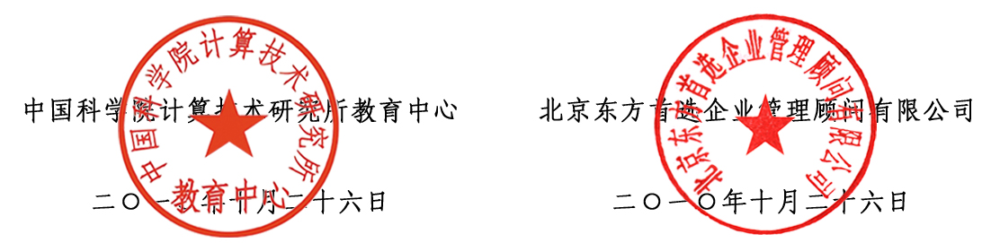 中国科学院计算技术研究所
中国科学院计算技术研究所教育中心
教育中心
二〇一〇年十月二十六日
北京东方首选企业管理顾问有限公司
北京东方首选企业管理顾问有限公司
二〇一〇年十月二十六日